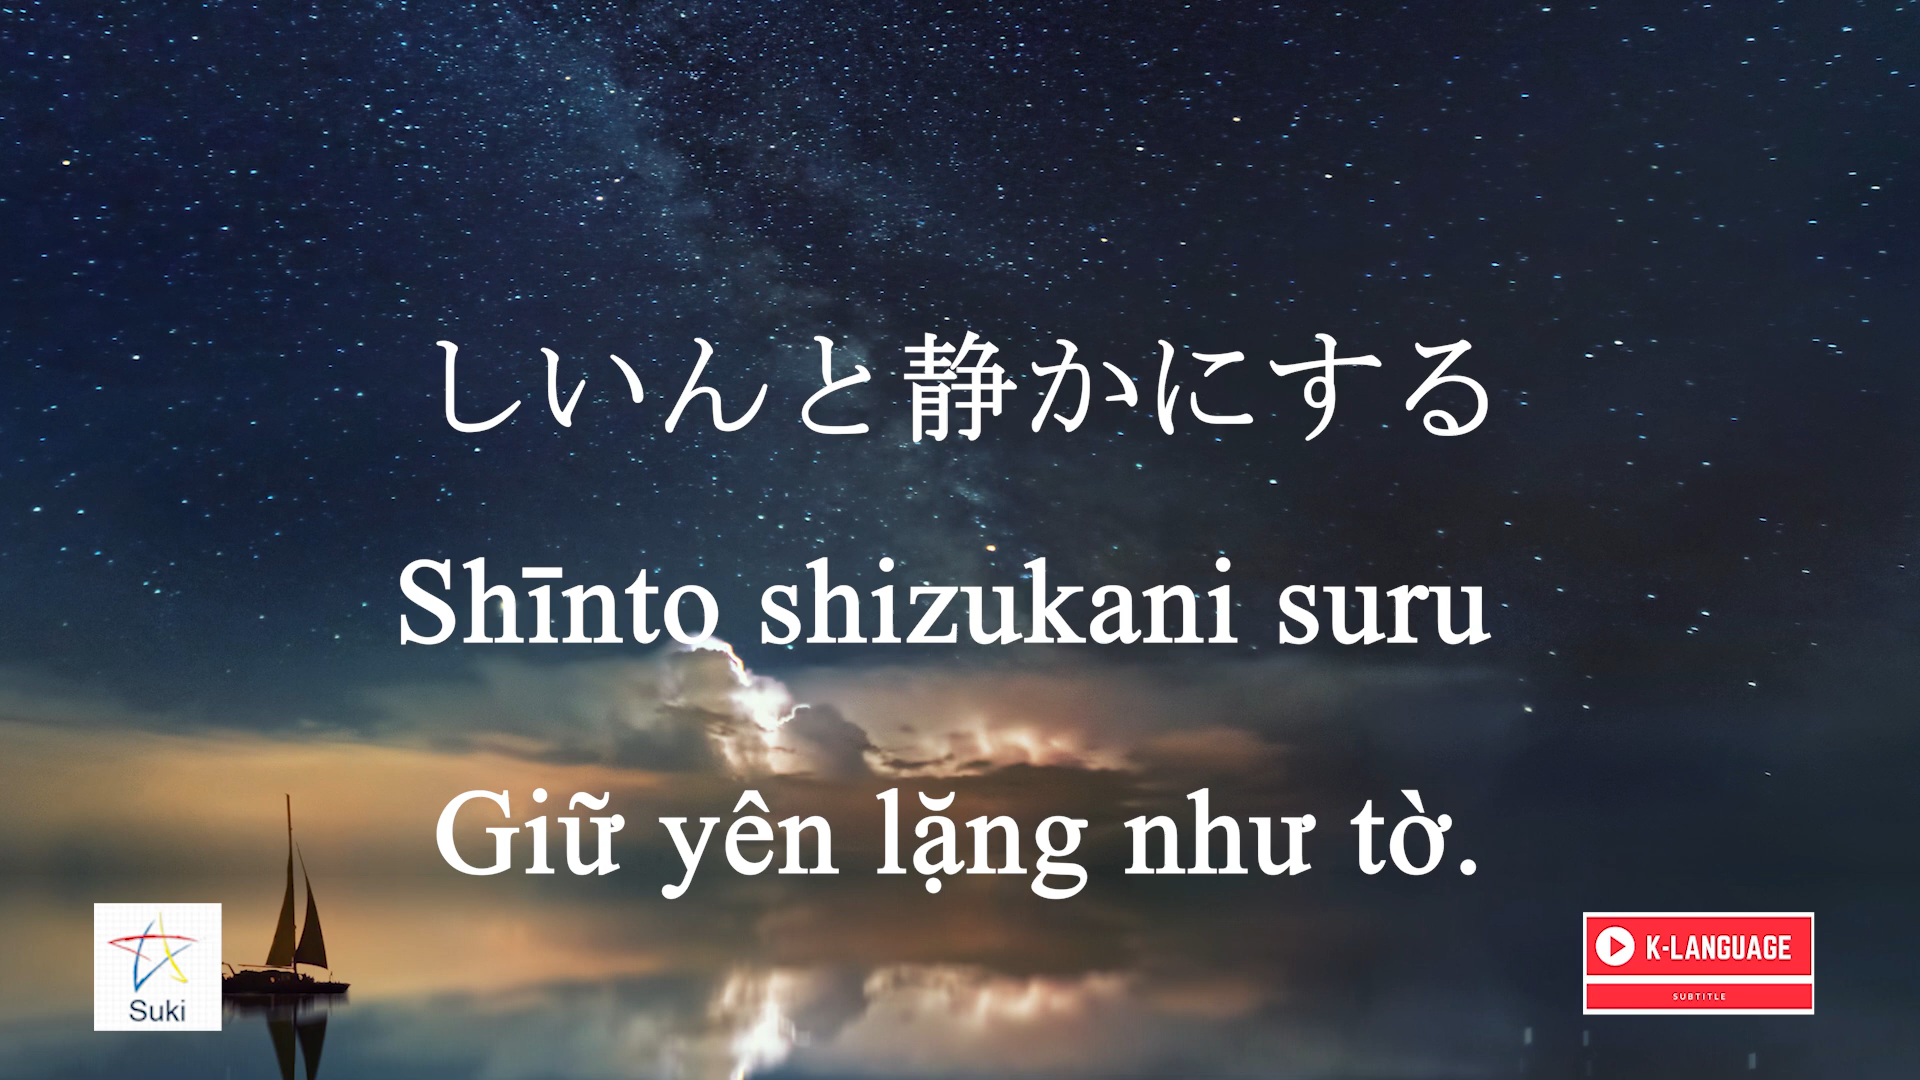 しいんと静かにする
Shīnto shizukani suru
Giữ yên lặng như tờ.
Suki
K-LANGUAGE
SUBTITLE